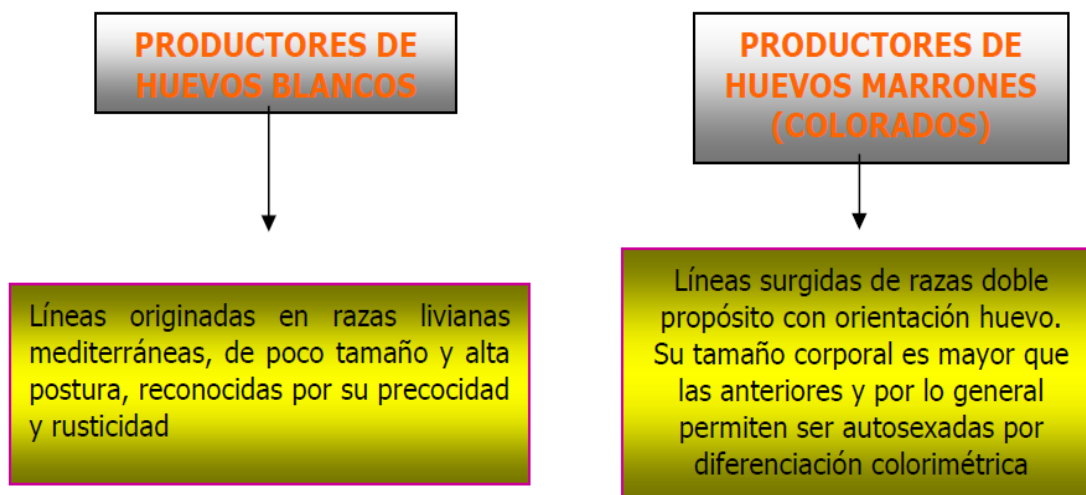 PRODUCTORES DE
HUEVOS BLANCOS
Líneas originadas en razas livianas
mediterráneas, de poco tamaño y alta
postura, reconocidas por su precocidad
y rusticidad
PRODUCTORES DE
HUEVOS MARRONES
(COLORADOS)
Líneas surgidas de razas doble
propósito con orientación huevo.
Su tamaño corporal es mayor que
las anteriores y por lo general
permiten ser autosexadas por
diferenciación colorimétrica